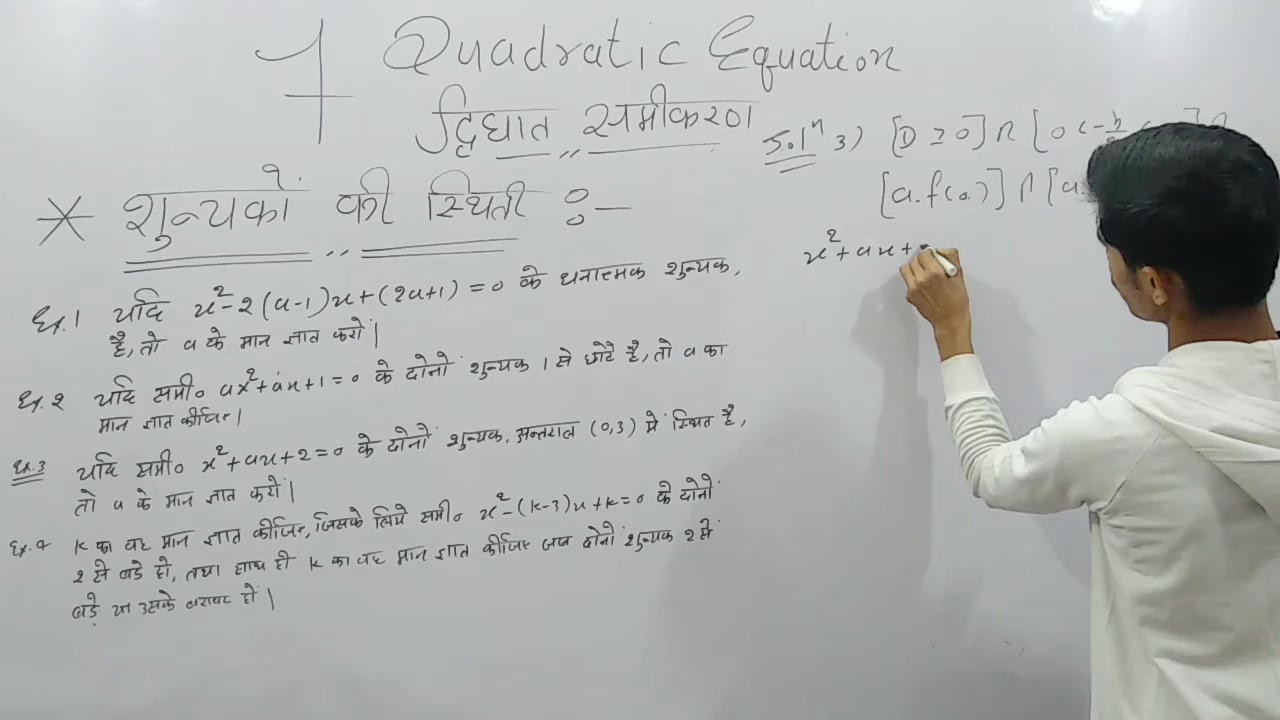 Quadratic Equation
द्विघात समीकरण
* शुन्यकों की स्थिती :-
Ex.1 यदि x²-2(a-1)x+(2a+1)=0 के धनात्मक शुन्यक,
है, तो a के मान ज्ञात करो|
Ex.2 यदि समी० ax²+ax+1=0 के दोनों शुन्यक 1 से छोटे है, तो a का
मान ज्ञात कीजिए|
Ex.3 यदि समी० x²+ax+2=0 के दोनों शुन्यक, अन्तराल (0,3) में स्थित है,
तो a के मान ज्ञात करो|
Ex.4 K का वह मान ज्ञात कीजिए, जिसके लिये समी० x²-(K-3)x+K=0 के दोनों
2 से बडे हो, तथा साथ ही K का वह मान ज्ञात कीजिए जब दोनों शुन्यक 2 से
बडे़ या उसके बराबर हों|
Solⁿ 3) [D≥0]∩[0<-b
[a.f(0)]∩[a.
x²+ax+